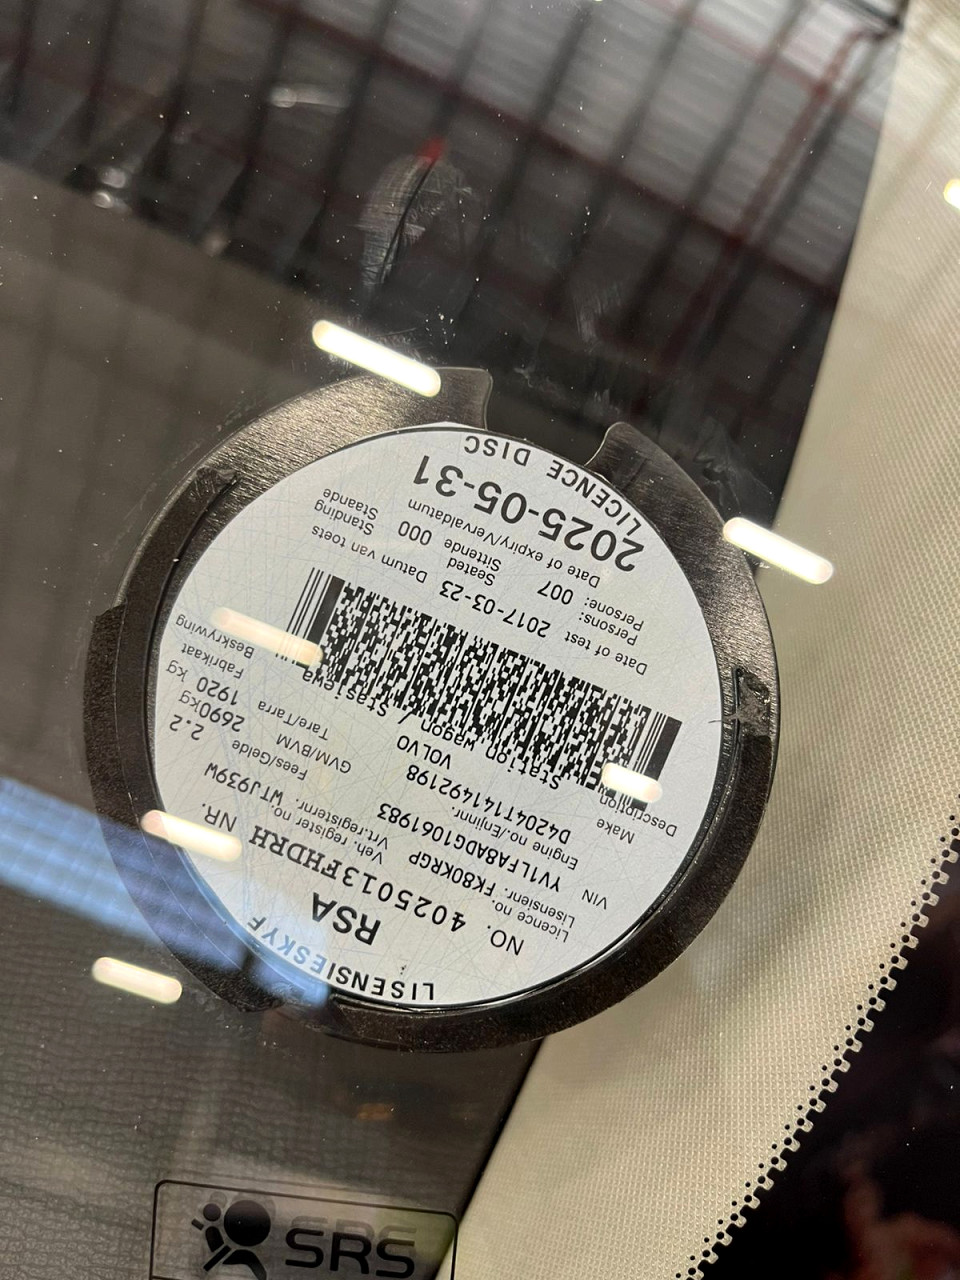 LISENSIESKYF
RSA
NO. 4025013FHDRH NR.
Licence no.
Lisensienr. FK80KRGP
Veh. register no.
Vrt.registernr. WTJ939W
VIN YV1LFA8ADG1061983
Engine no./Enjinnr. D4204T141492198
Fees/Gelde 2.2
GVM/BVM 2690kg
Make VOLVO Tare/Tarra 1920 kg
Fabrikaat
Description Station wagon / Stasiewa
Beskrywing
Date of test 2017-03-23 Datum van toets
Persons: Seated Standing
Persone: 007 Sittende 000 Staande
Date of expiry/Vervaldatum
2025-05-31
LICENCE DISC
SRS